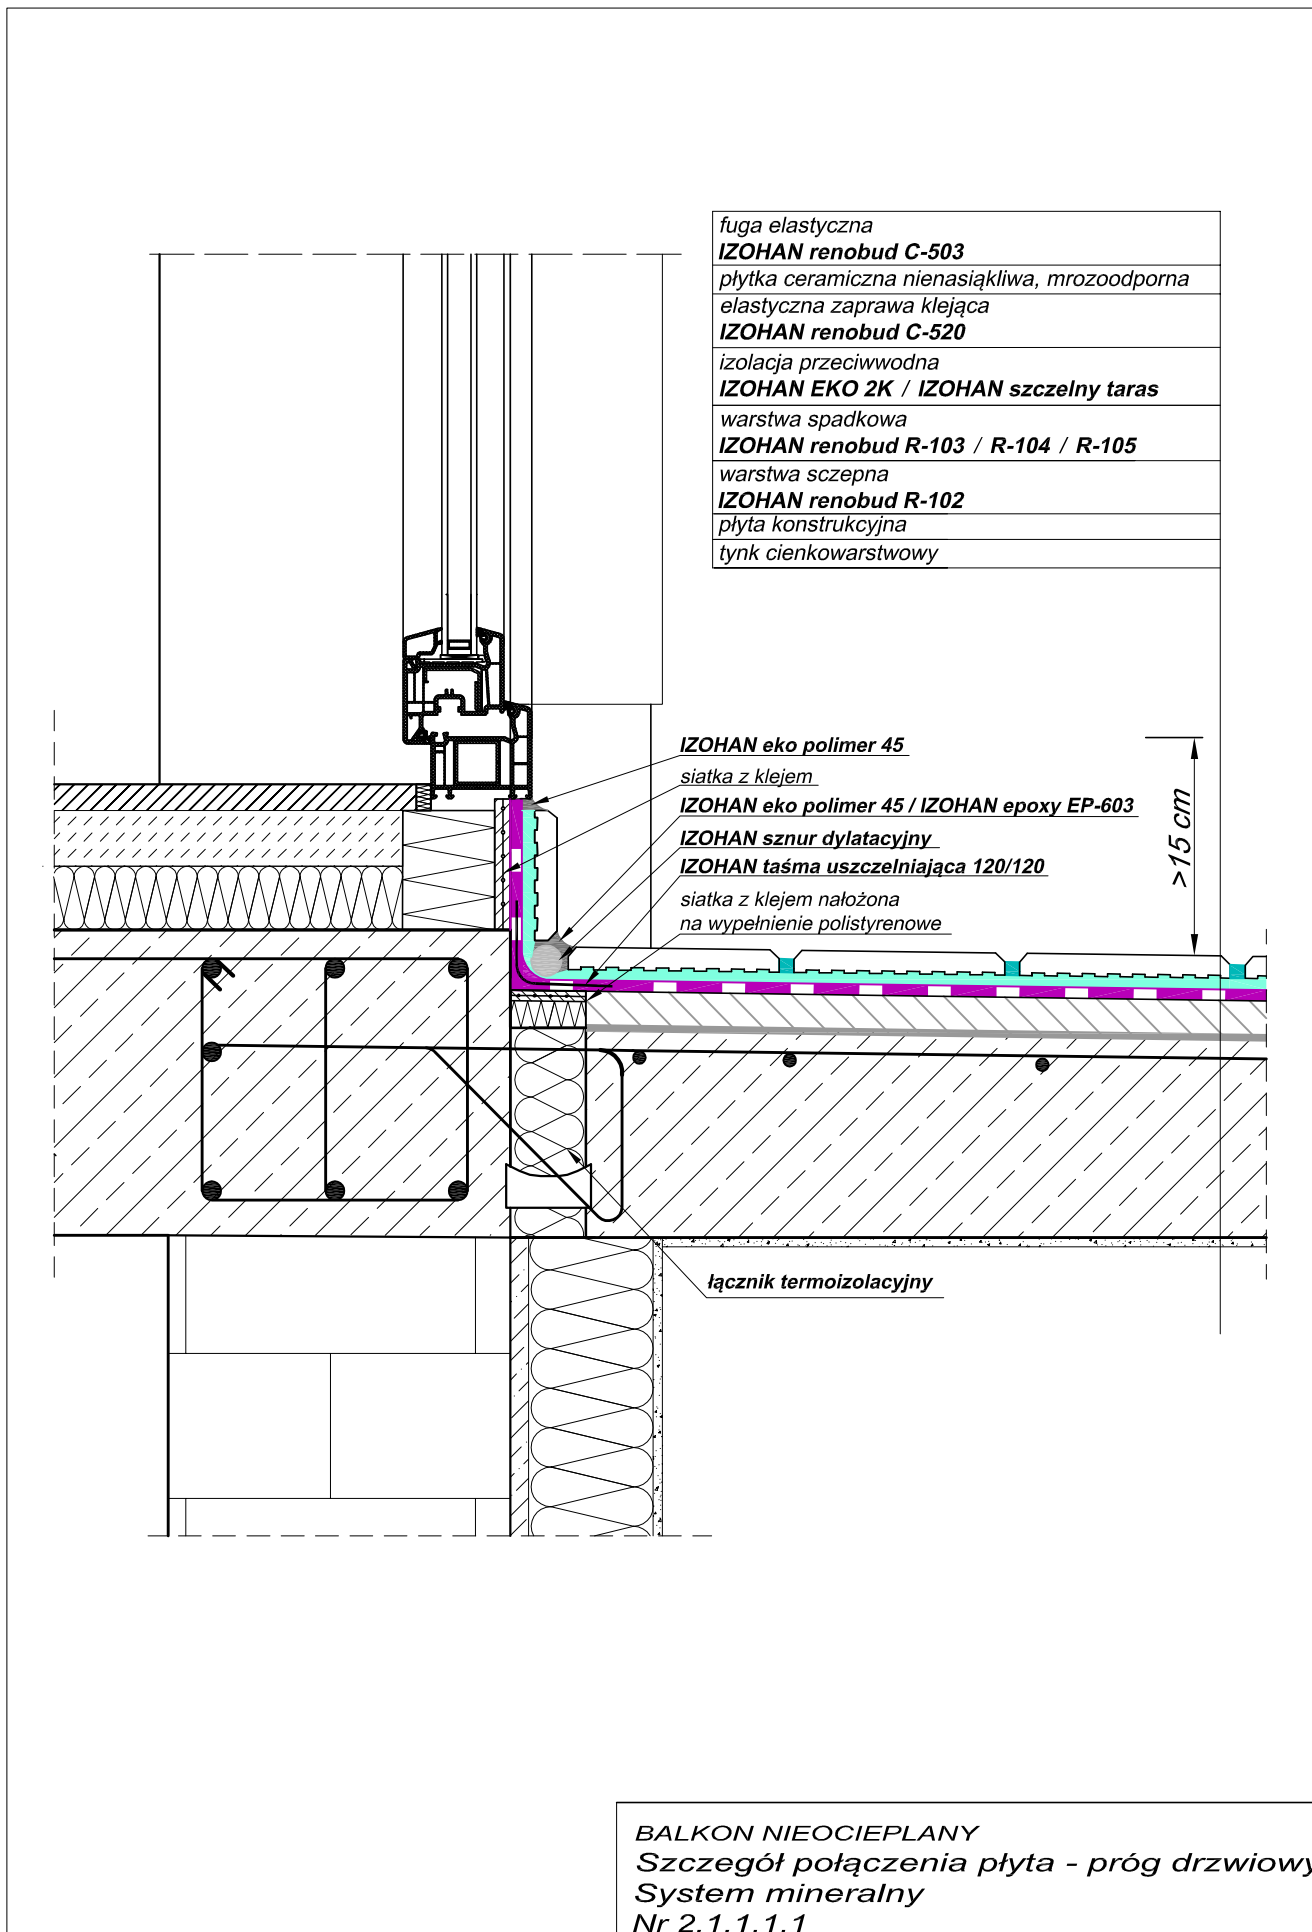 fuga elastyczna
IZOHAN renobud C-503
płytka ceramiczna nienasiąkliwa, mrozoodporna
elastyczna zaprawa klejąca
IZOHAN renobud C-520
izolacja przeciwwodna
IZOHAN EKO 2K / IZOHAN szczelny taras
warstwa spadkowa
IZOHAN renobud R-103 / R-104 / R-105
warstwa sczepna
IZOHAN renobud R-102
płyta konstrukcyjna
tynk cienkowarstwowy
IZOHAN eko polimer 45
siatka z klejem
IZOHAN eko polimer 45 / IZOHAN epoxy EP-603
IZOHAN sznur dylatacyjny
IZOHAN taśma uszczelniająca 120/120
siatka z klejem nałożona
na wypełnienie polistyrenowe
>15 cm
łącznik termoizolacyjny
BALKON NIEOCIEPLANY
Szczegół połączenia płyta - próg drzwiowy
System mineralny
Nr 2.1.1.1.1